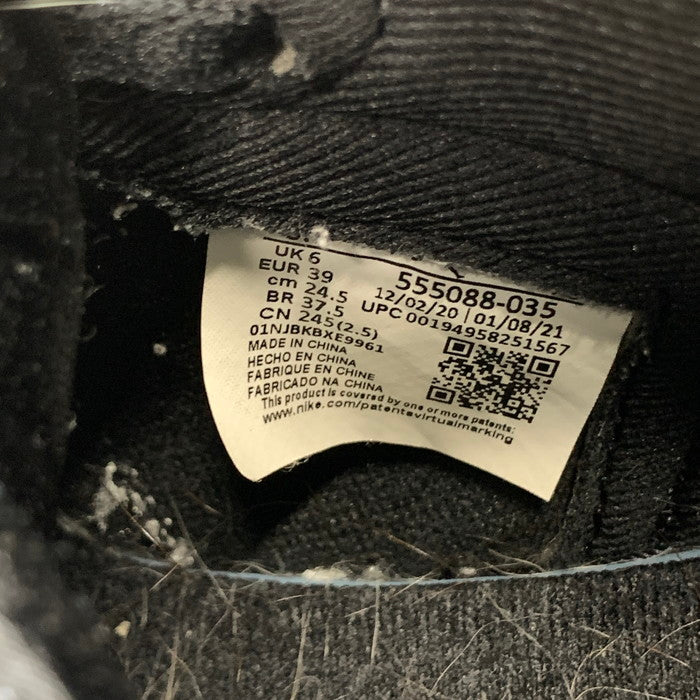 UK 6
EUR 39
cm 24.5
BR 37.5
CN 245(2.5)
01NJBKBXE9961
MADE IN CHINA
HECHO EN CHINA
FABRIQUE EN CHINE
FABRICADO NA CHINA
555088-035
12/02/20 | 01/08/21
UPC 00194958251567
This product is covered by one or more patents:
www.nike.com/patentsvirtualmarking